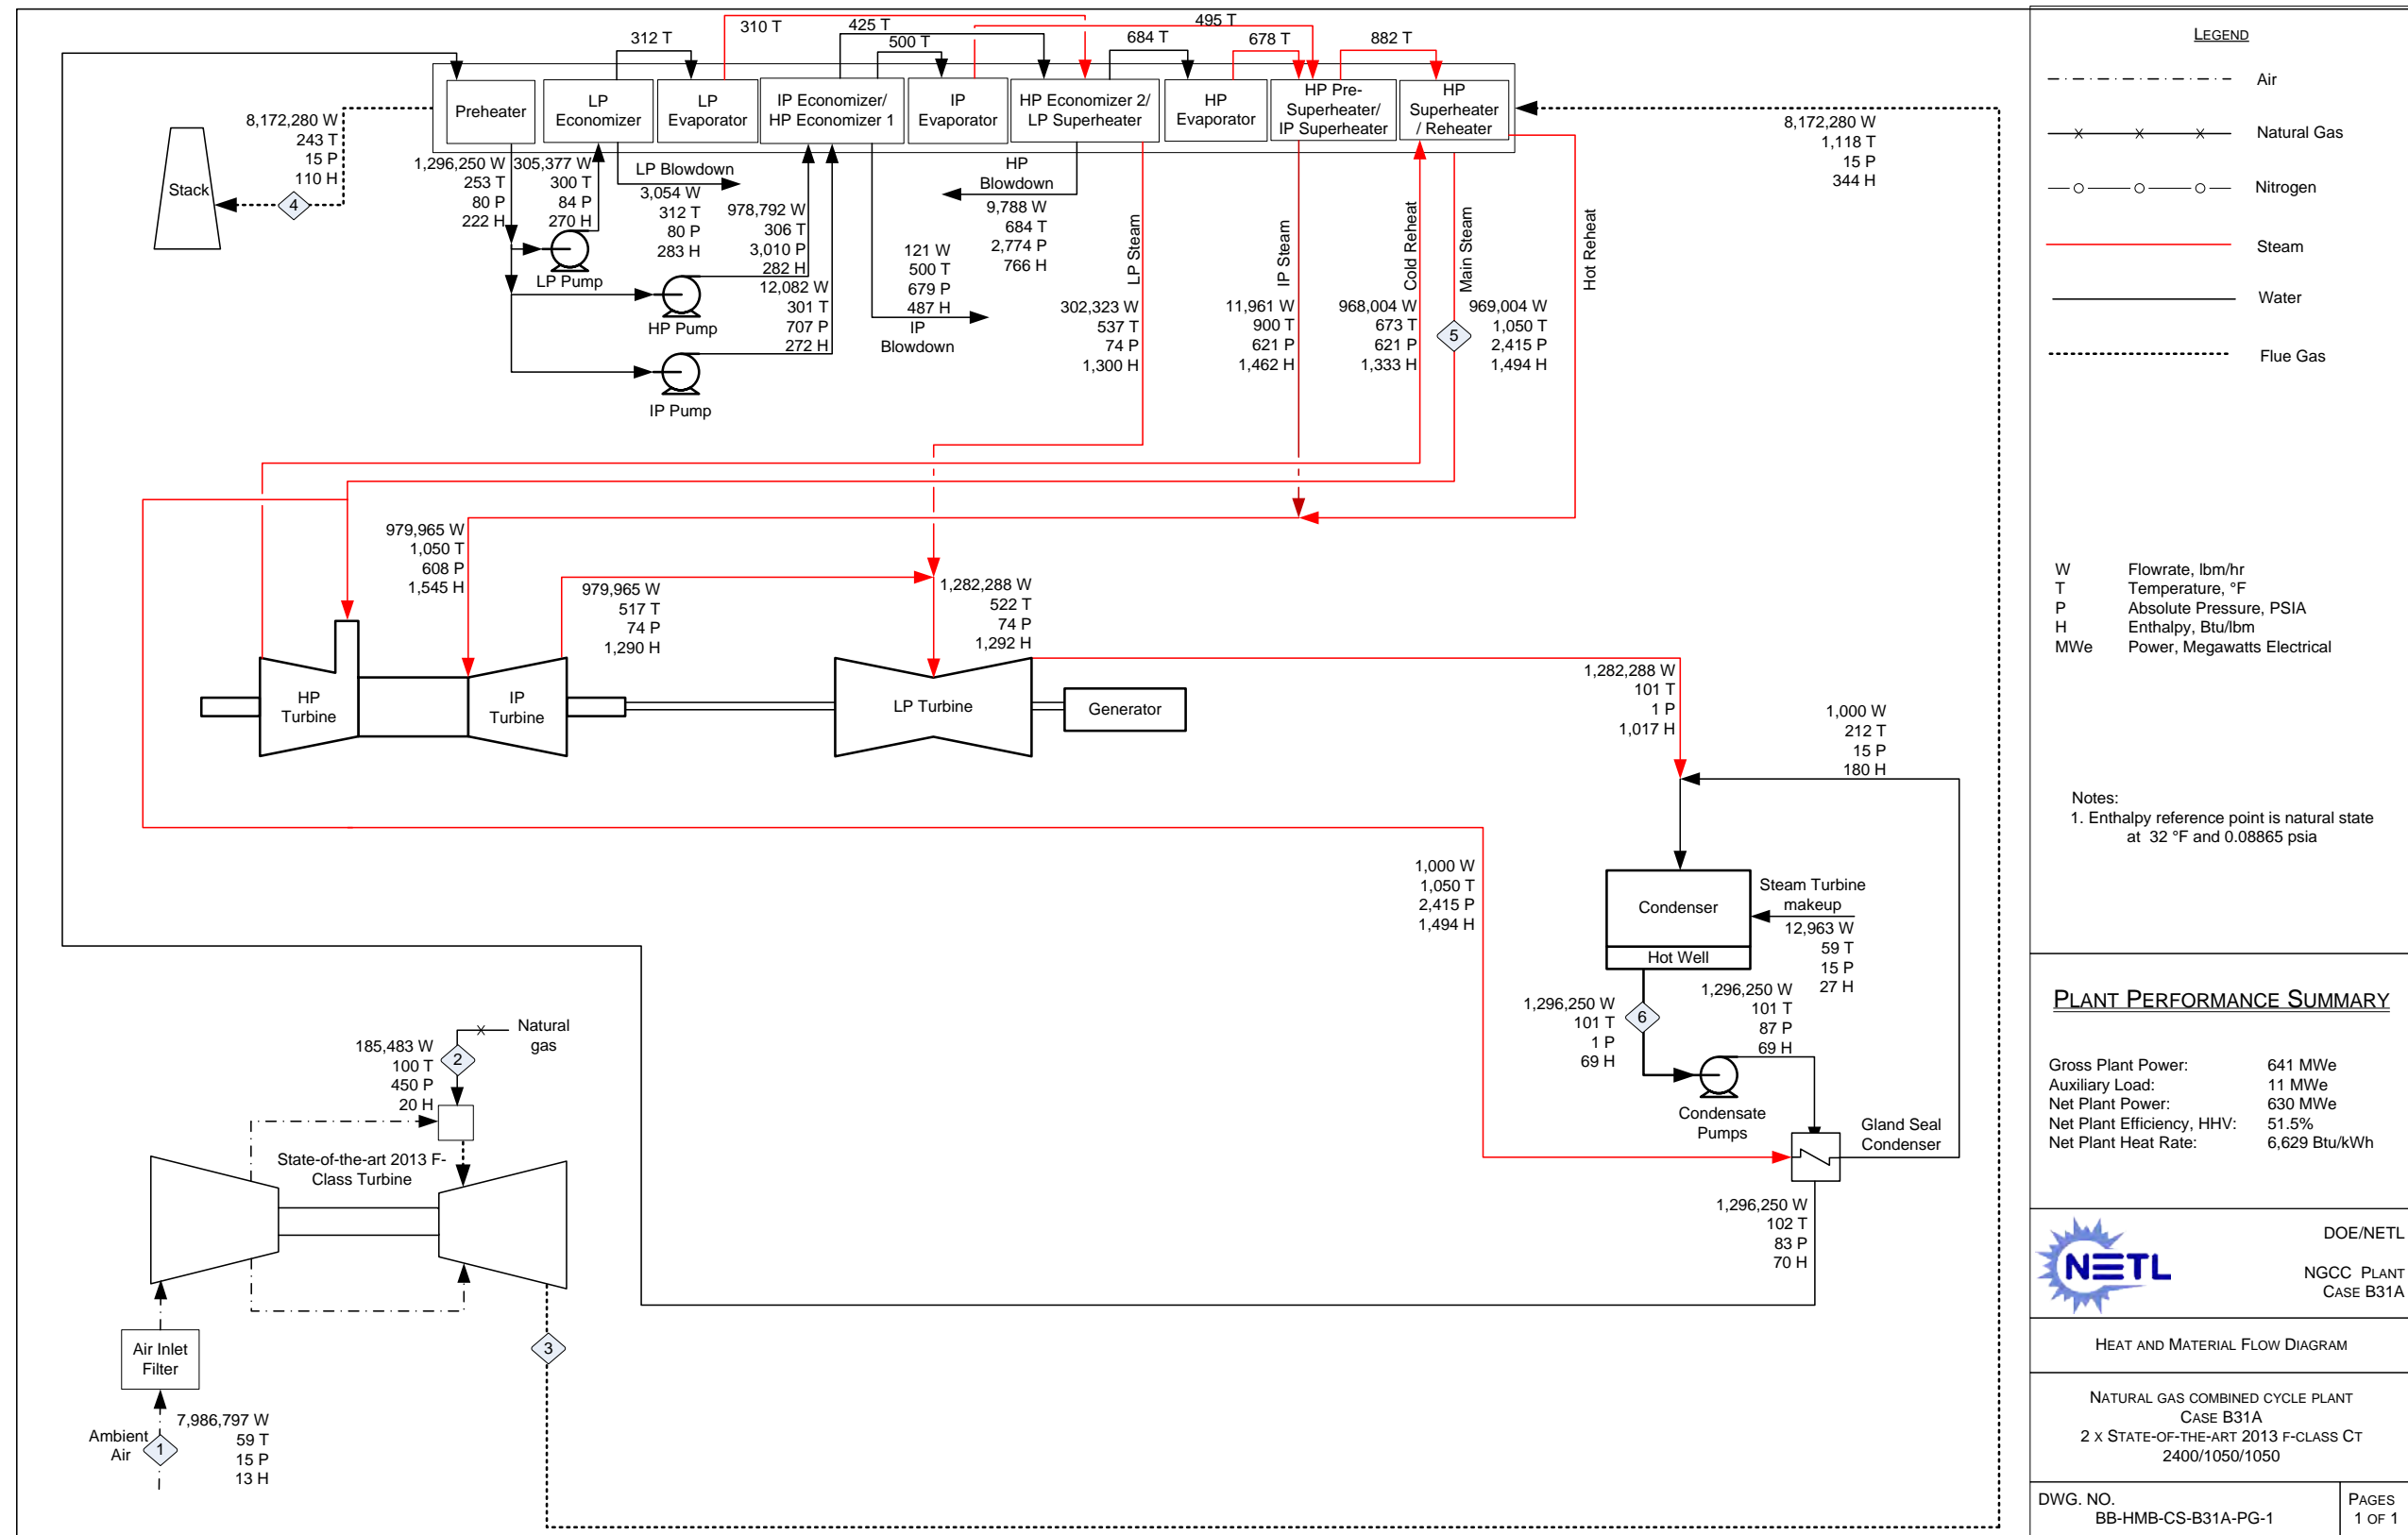 310 T
425 T
495 T
312 T
500 T
684 T
678 T
882 T
Preheater
LP
Economizer
LP
Evaporator
IP Economizer/
HP Economizer 1
IP
Evaporator
HP Economizer 2/
LP Superheater
HP
Evaporator
HP Pre-
Superheater/
IP Superheater
HP
Superheater
/ Reheater
8,172,280 W
243 T
15 P
110 H
Stack
4
1,296,250 W
253 T
80 P
222 H
305,377 W
300 T
84 P
270 H
LP Pump
LP Blowdown
3,054 W
312 T
80 P
283 H
978,792 W
306 T
3,010 P
282 H
HP Pump
12,082 W
301 T
707 P
272 H
IP Pump
121 W
500 T
679 P
487 H
IP
Blowdown
HP
Blowdown
9,788 W
684 T
2,774 P
766 H
LP Steam
302,323 W
537 T
74 P
1,300 H
IP Steam
11,961 W
900 T
621 P
1,462 H
Cold Reheat
968,004 W
673 T
621 P
1,333 H
Main Steam
5
969,004 W
1,050 T
2,415 P
1,494 H
Hot Reheat
8,172,280 W
1,118 T
15 P
344 H
979,965 W
1,050 T
608 P
1,545 H
979,965 W
517 T
74 P
1,290 H
1,282,288 W
522 T
74 P
1,292 H
HP
Turbine
IP
Turbine
LP Turbine
Generator
1,282,288 W
101 T
1 P
1,017 H
1,000 W
212 T
15 P
180 H
1,000 W
1,050 T
2,415 P
1,494 H
Condenser
Hot Well
Steam Turbine
makeup
12,963 W
59 T
15 P
27 H
1,296,250 W
101 T
1 P
69 H
6
1,296,250 W
101 T
87 P
69 H
Condensate
Pumps
Gland Seal
Condenser
1,296,250 W
102 T
83 P
70 H
Natural
gas
185,483 W
100 T
450 P
20 H
2
State-of-the-art 2013 F-
Class Turbine
3
Air Inlet
Filter
Ambient
Air
1
7,986,797 W
59 T
15 P
13 H
LEGEND
Air
Natural Gas
Nitrogen
Steam
Water
Flue Gas
W Flowrate, lbm/hr
T Temperature, °F
P Absolute Pressure, PSIA
H Enthalpy, Btu/lbm
MWe Power, Megawatts Electrical
Notes:
1. Enthalpy reference point is natural state
at 32 °F and 0.08865 psia
PLANT PERFORMANCE SUMMARY
Gross Plant Power: 641 MWe
Auxiliary Load: 11 MWe
Net Plant Power: 630 MWe
Net Plant Efficiency, HHV: 51.5%
Net Plant Heat Rate: 6,629 Btu/kWh
NETL
DOE/NETL
NGCC PLANT
CASE B31A
HEAT AND MATERIAL FLOW DIAGRAM
NATURAL GAS COMBINED CYCLE PLANT
CASE B31A
2 X STATE-OF-THE-ART 2013 F-CLASS CT
2400/1050/1050
DWG. NO.
BB-HMB-CS-B31A-PG-1
PAGES
1 OF 1